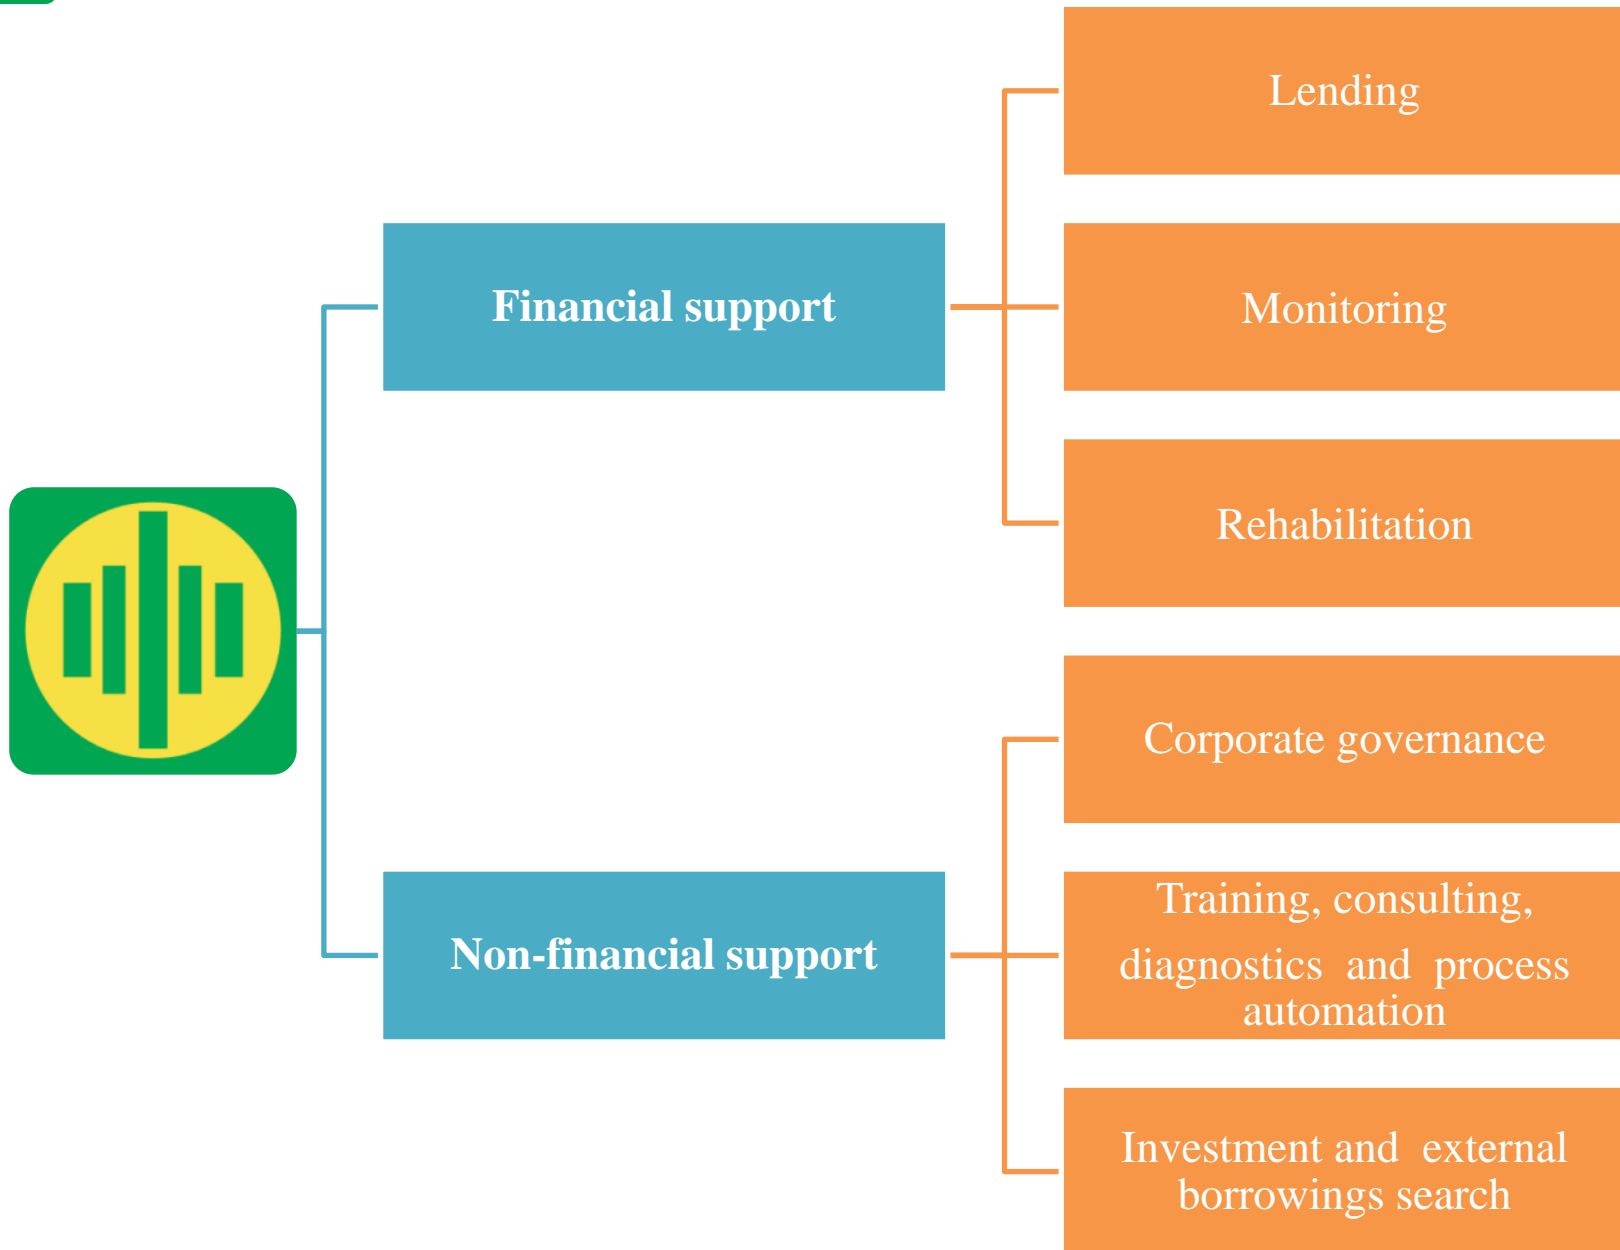 Lending
Financial support
Monitoring
Rehabilitation
Corporate governance
Non-financial support
Training, consulting,
diagnostics and process
automation
Investment and external
borrowings search